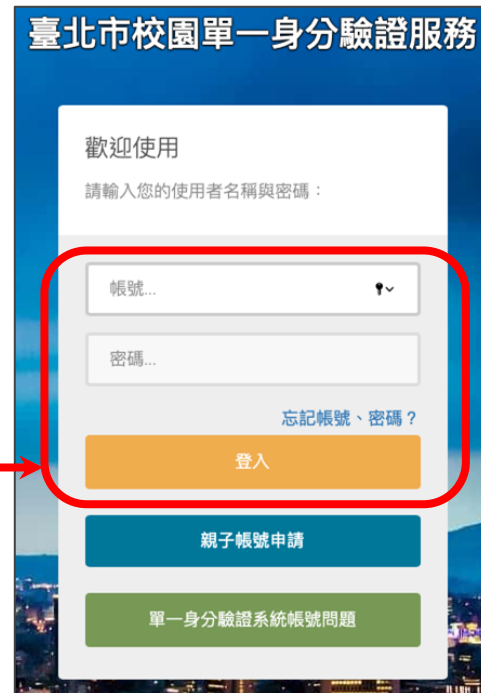 臺北市校園單一身分驗證服務
歡迎使用
請輸入您的使用者名稱與密碼：
帳號...
密碼...
忘記帳號、密碼？
登入
親子帳號申請
單一身分驗證系統帳號問題